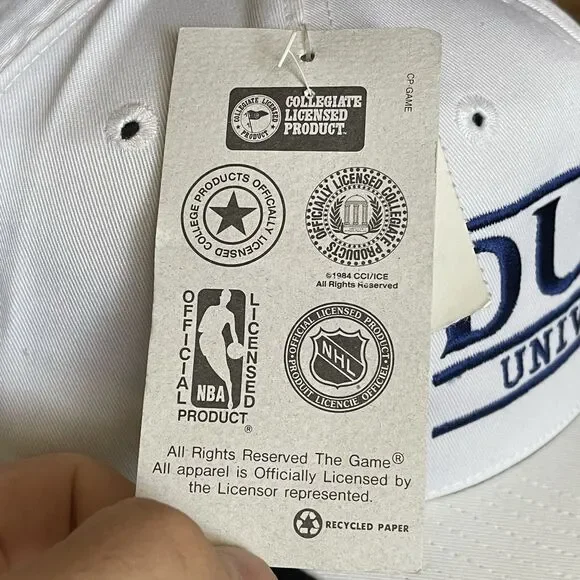 CP-GAME
COLLEGIATE LICENSED PRODUCT
COLLEGIATE
LICENSED
PRODUCT.
COLLEGE PRODUCTS OFFICIALLY LICENSED
OFFICIALLY LICENSED COLLEGIATE PRODUCTS
©1984 CCI/ICE
All Rights Reserved
OFFICIAL
LICENSED
NBA
PRODUCT®
OFFICIAL LICENSED PRODUCT
NHL
PRODUIT LICENCIE OFFICIEL
All Rights Reserved The Game®
All apparel is Officially Licensed by
the Licensor represented.
RECYCLED PAPER
DU
UNIV